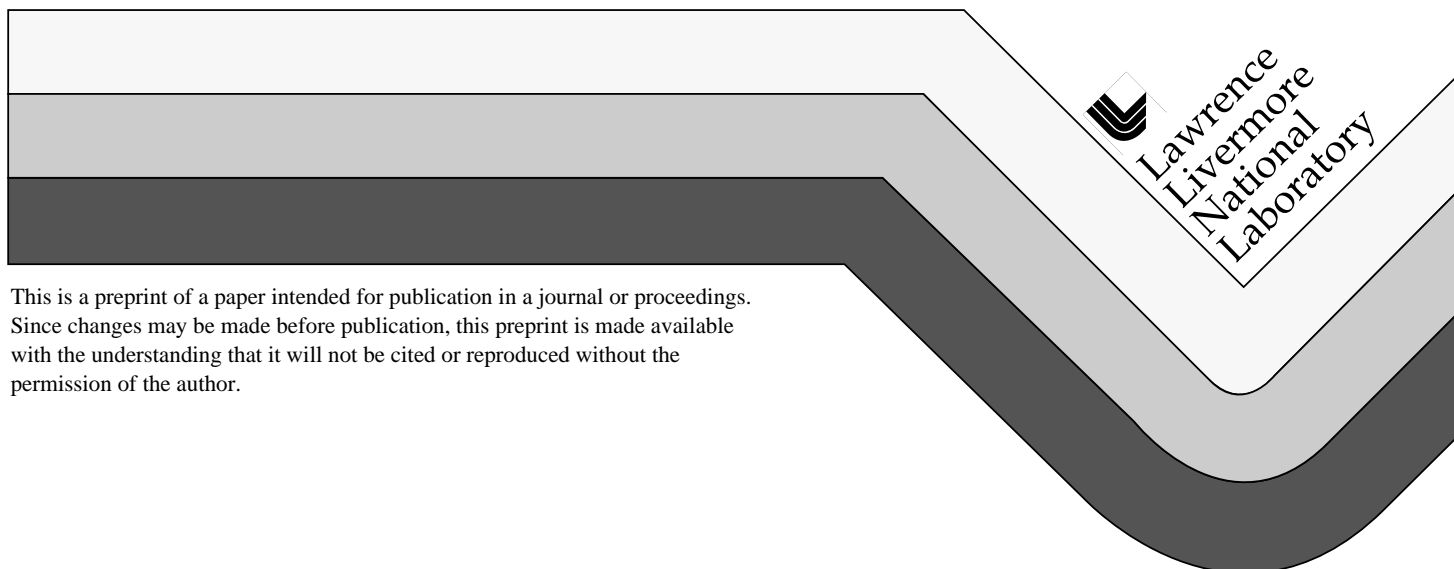 Lawrence
Livermore
National
Laboratory
This is a preprint of a paper intended for publication in a journal or proceedings.
Since changes may be made before publication, this preprint is made available
with the understanding that it will not be cited or reproduced without the
permission of the author.